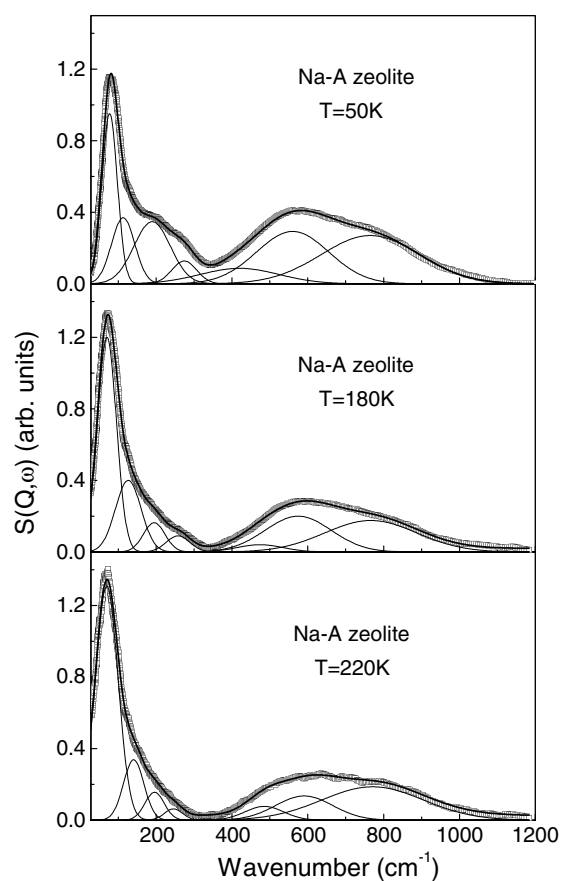 1.2
0.8
0.4
0.0
Na-A zeolite
T=50K
1.2
0.8
0.4
0.0
Na-A zeolite
T=180K
1.2
0.8
0.4
0.0
Na-A zeolite
T=220K
S(Q,ω) (arb. units)
200 400 600 800 1000 1200
Wavenumber (cm⁻¹)